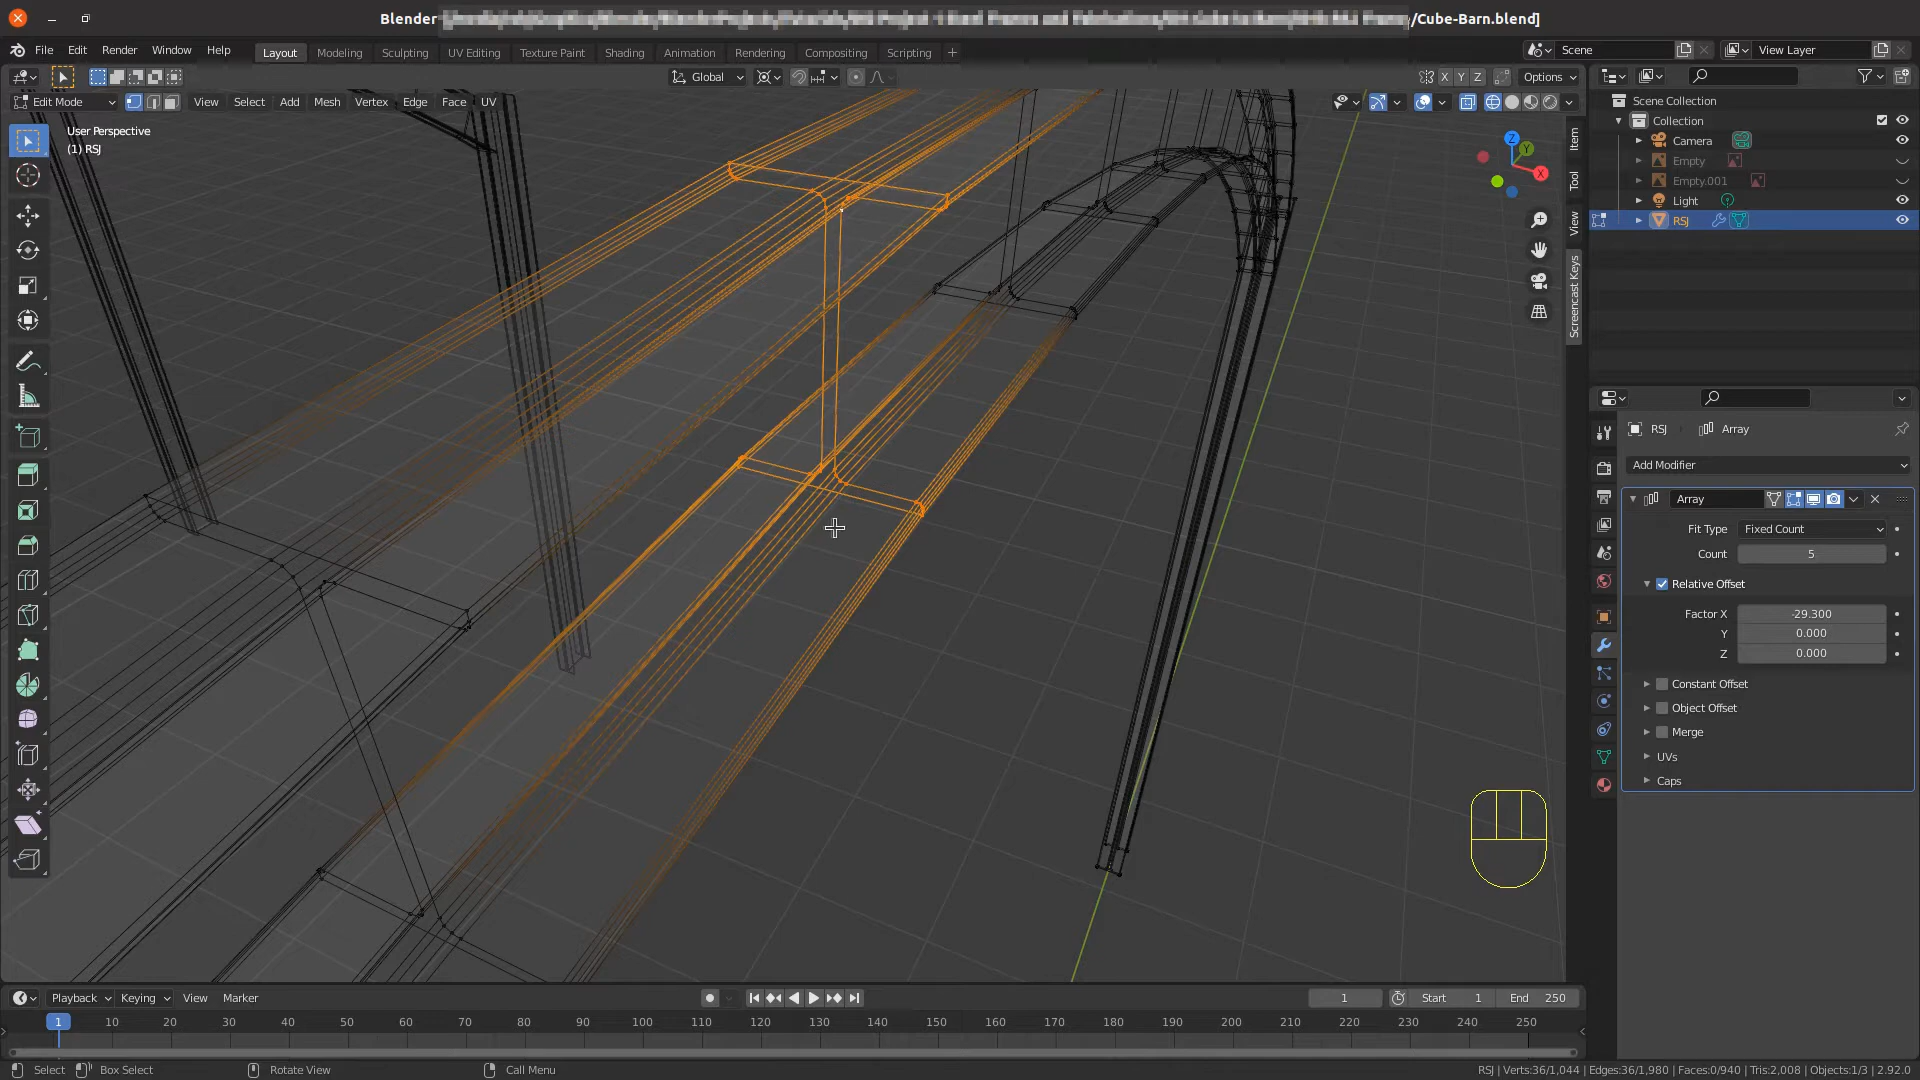 Blender
/Cube-Barn.blend]
File Edit Render Window Help
Layout Modeling Sculpting UV Editing Texture Paint Shading Animation Rendering Compositing Scripting +
Scene
View Layer
Global
X Y Z
Options
Edit Mode
View Select Add Mesh Vertex Edge Face UV
User Perspective
(1) RSJ
Z
Y
X
Item
Tool
View
Screencast Keys
Scene Collection
Collection
Camera
Empty
Empty.001
Light
RSJ
RSJ
Array
Add Modifier
Array
Fit Type
Fixed Count
Count
5
Relative Offset
Factor X
-29.300
Y
0.000
Z
0.000
Constant Offset
Object Offset
Merge
UVs
Caps
Playback Keying View Marker
1
Start 1
End 250
1 10 20 30 40 50 60 70 80 90 100 110 120 130 140 150 160 170 180 190 200 210 220 230 240 250
Select
Box Select
Rotate View
Call Menu
RSJ | Verts:36/1,044 | Edges:36/1,980 | Faces:0/940 | Tris:2,008 | Objects:1/3 | 2.92.0